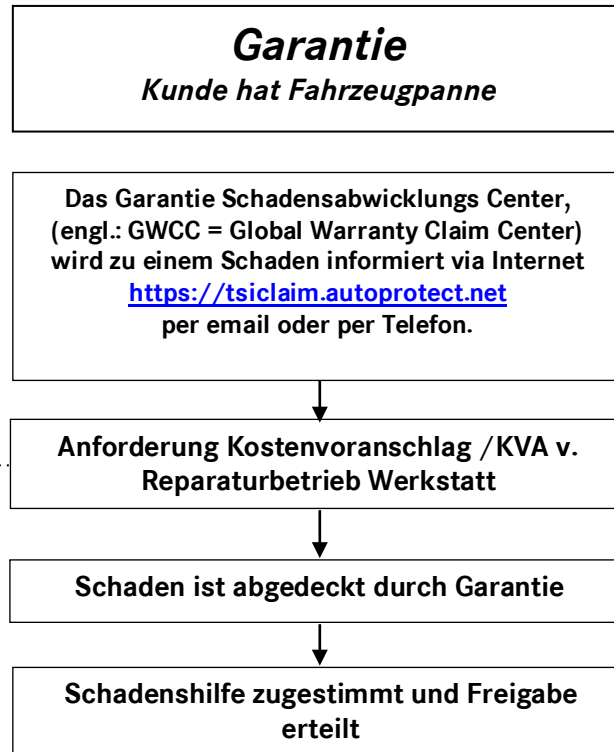 Garantie
Kunde hat Fahrzeugpanne
Das Garantie Schadensabwicklungs Center,
(engl.: GWCC = Global Warranty Claim Center)
wird zu einem Schaden informiert via Internet
https://tsiclaim.autoprotect.net
per email oder per Telefon.
Anforderung Kostenvoranschlag /KVA v.
Reparaturbetrieb Werkstatt
Schaden ist abgedeckt durch Garantie
Schadenshilfe zugestimmt und Freigabe
erteilt